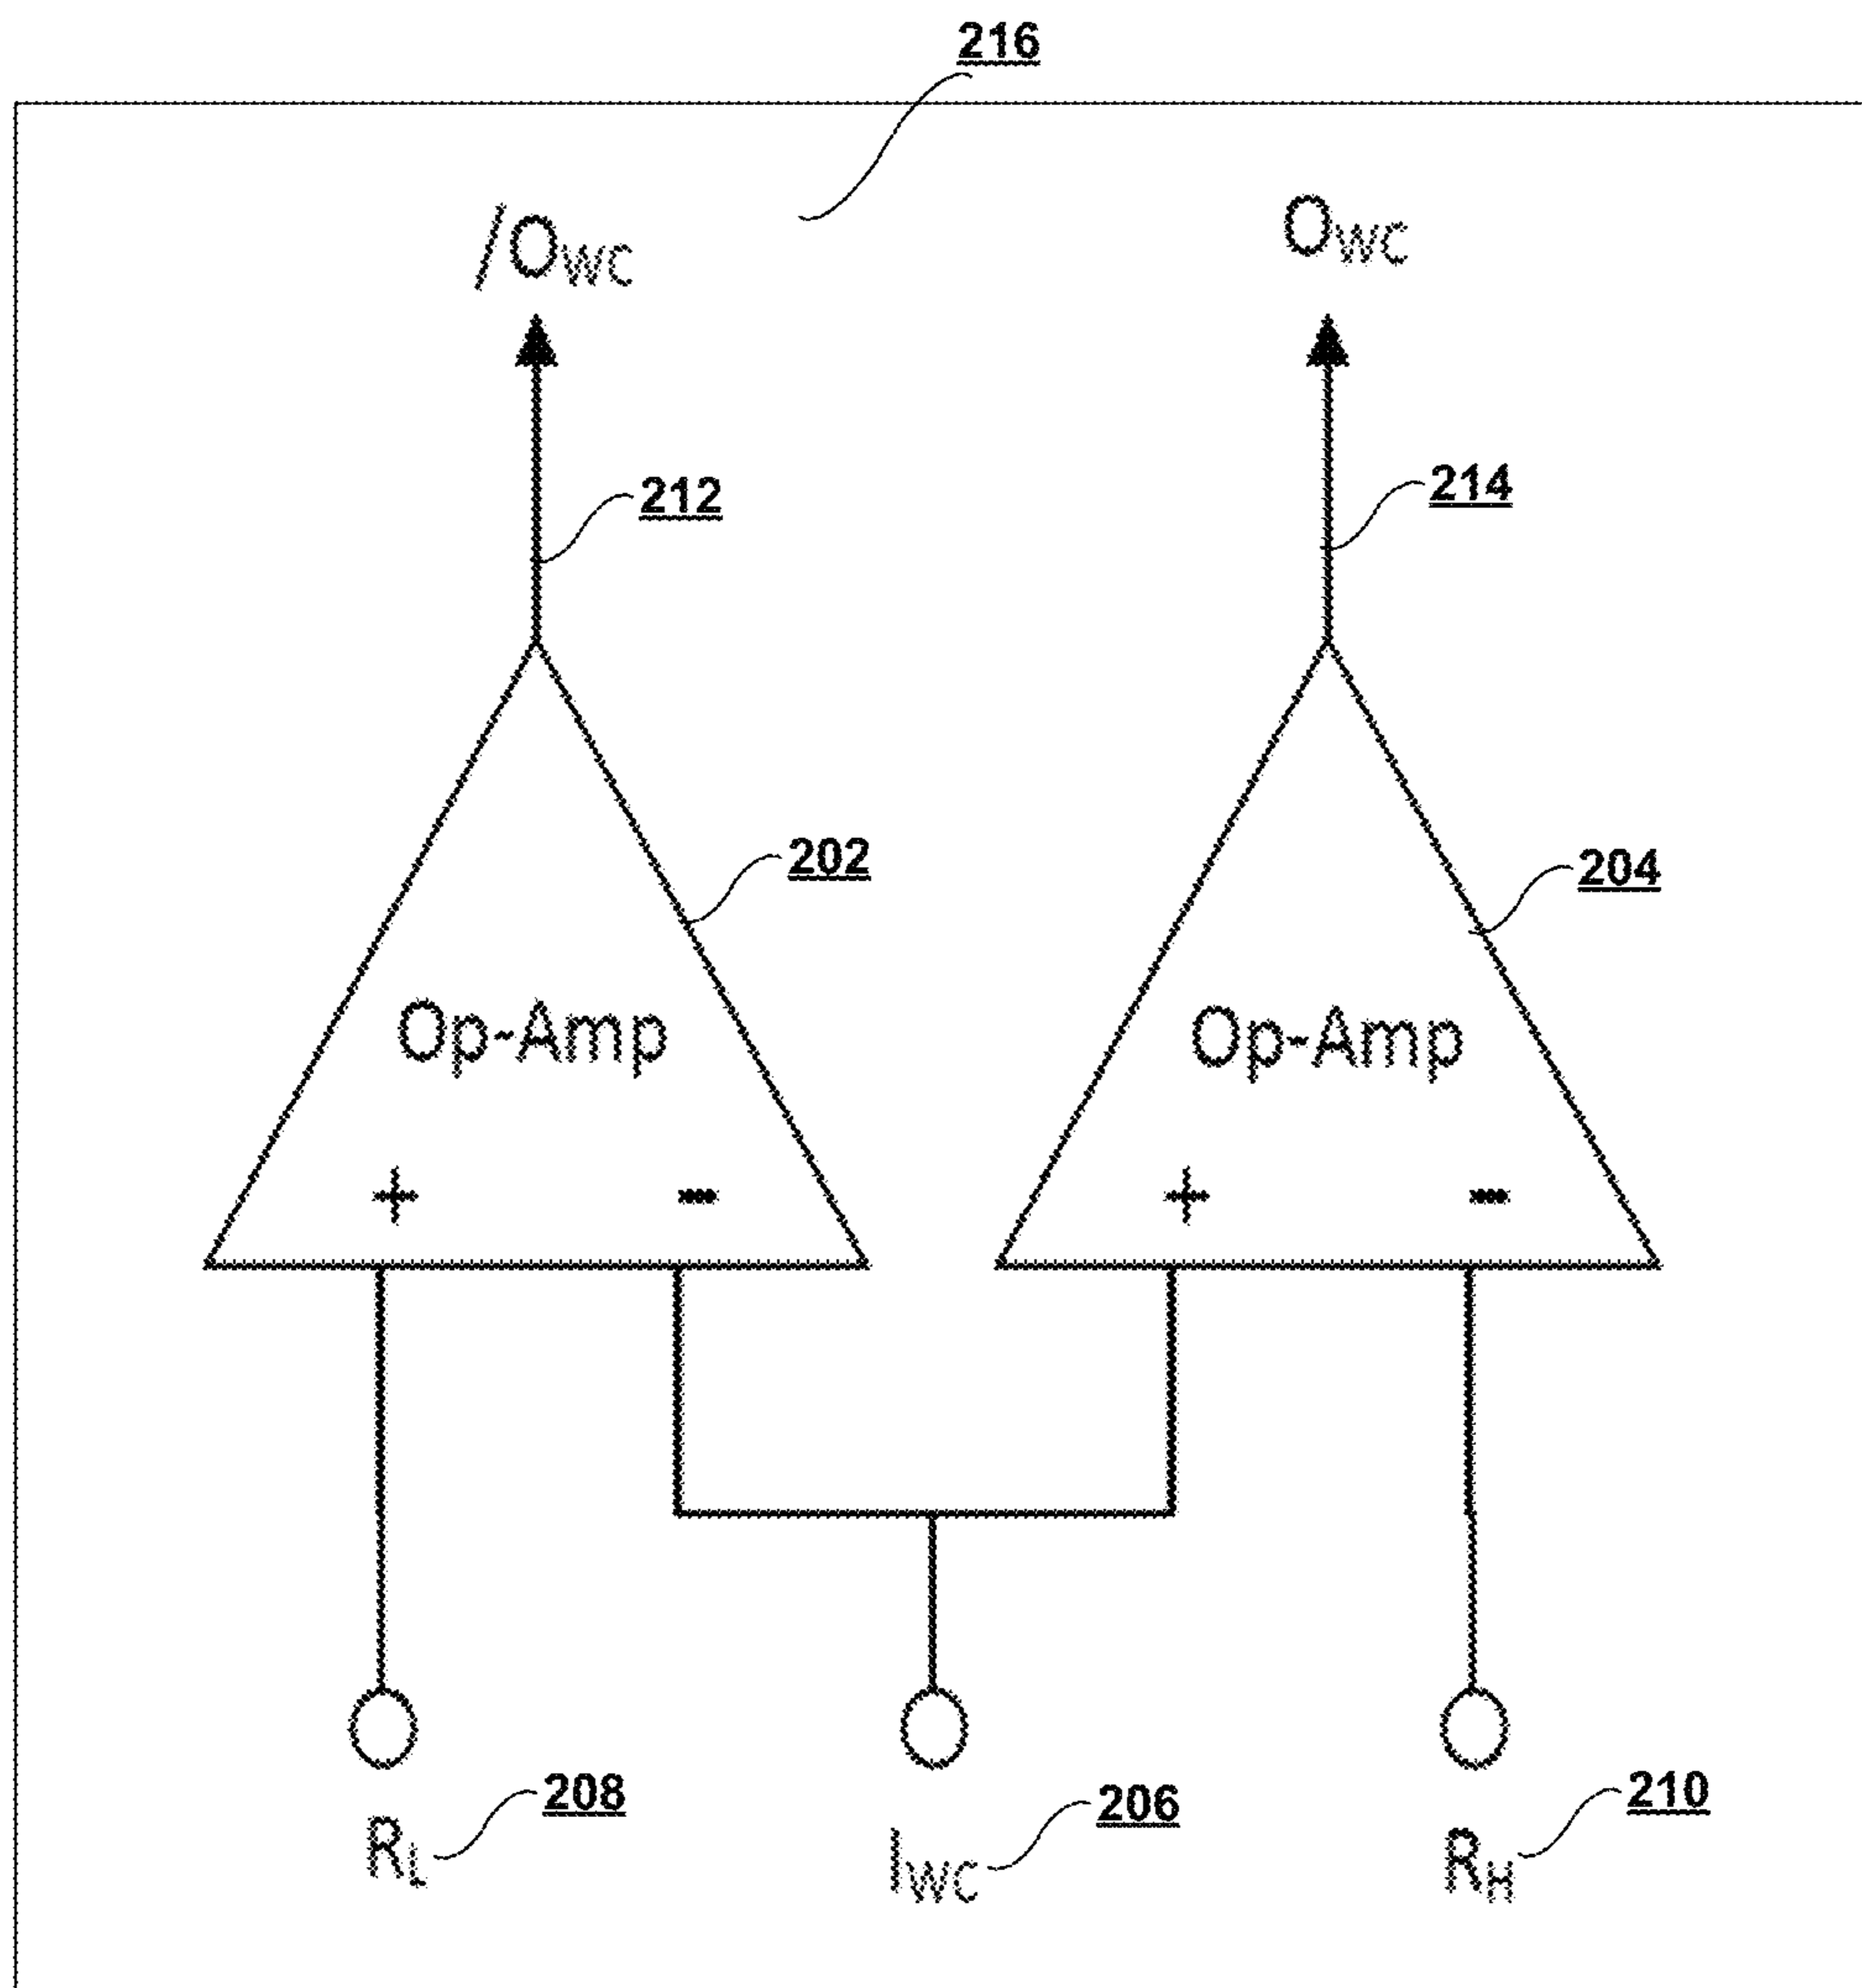 216
/OWC
OWC
212
214
202
204
Op-Amp
Op-Amp
+
-
+
-
208
206
210
RL
IWC
RH